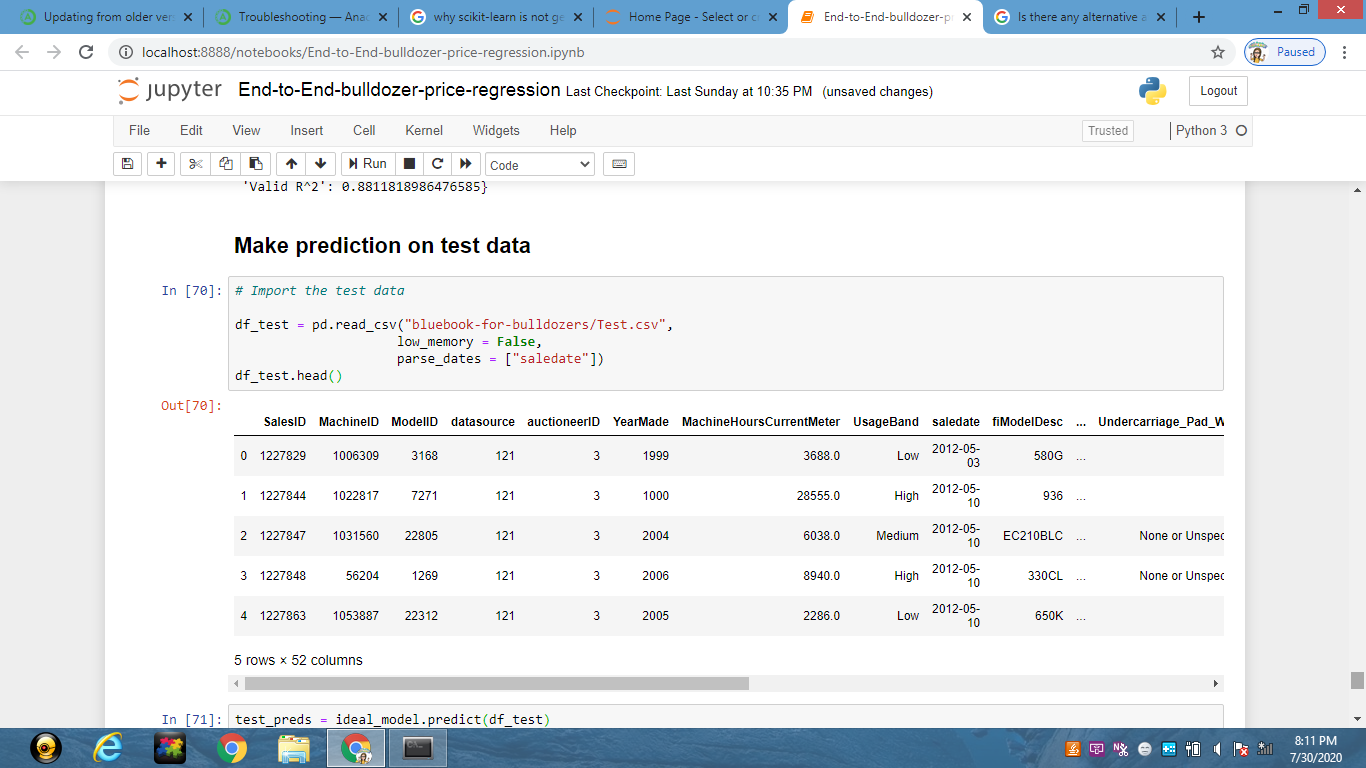 Updating from older ver
Troubleshooting — Anac
why scikit-learn is not ge
Home Page - Select or c
End-to-End-bulldozer-p
Is there any alternative a
localhost:8888/notebooks/End-to-End-bulldozer-price-regression.ipynb
Paused
jupyter End-to-End-bulldozer-price-regression Last Checkpoint: Last Sunday at 10:35 PM (unsaved changes)
Logout
File Edit View Insert Cell Kernel Widgets Help
Trusted
Python 3
Run
Code
'Valid R^2': 0.8811818986476585}
Make prediction on test data
In [70]: # Import the test data
df_test = pd.read_csv("bluebook-for-bulldozers/Test.csv",
low_memory = False,
parse_dates = ["saledate"])
df_test.head()
Out[70]:
SalesID MachineID ModelID datasource auctioneerID YearMade MachineHoursCurrentMeter UsageBand saledate fiModelDesc ... Undercarriage_Pad_W
0 1227829 1006309 3168 121 3 1999 3688.0 Low 2012-05-03 580G ...
1 1227844 1022817 7271 121 3 1000 28555.0 High 2012-05-10 936 ...
2 1227847 1031560 22805 121 3 2004 6038.0 Medium 2012-05-10 EC210BLC ... None or Unspec
3 1227848 56204 1269 121 3 2006 8940.0 High 2012-05-10 330CL ... None or Unspec
4 1227863 1053887 22312 121 3 2005 2286.0 Low 2012-05-10 650K ...
5 rows × 52 columns
In [71]: test_preds = ideal_model.predict(df_test)
8:11 PM
7/30/2020